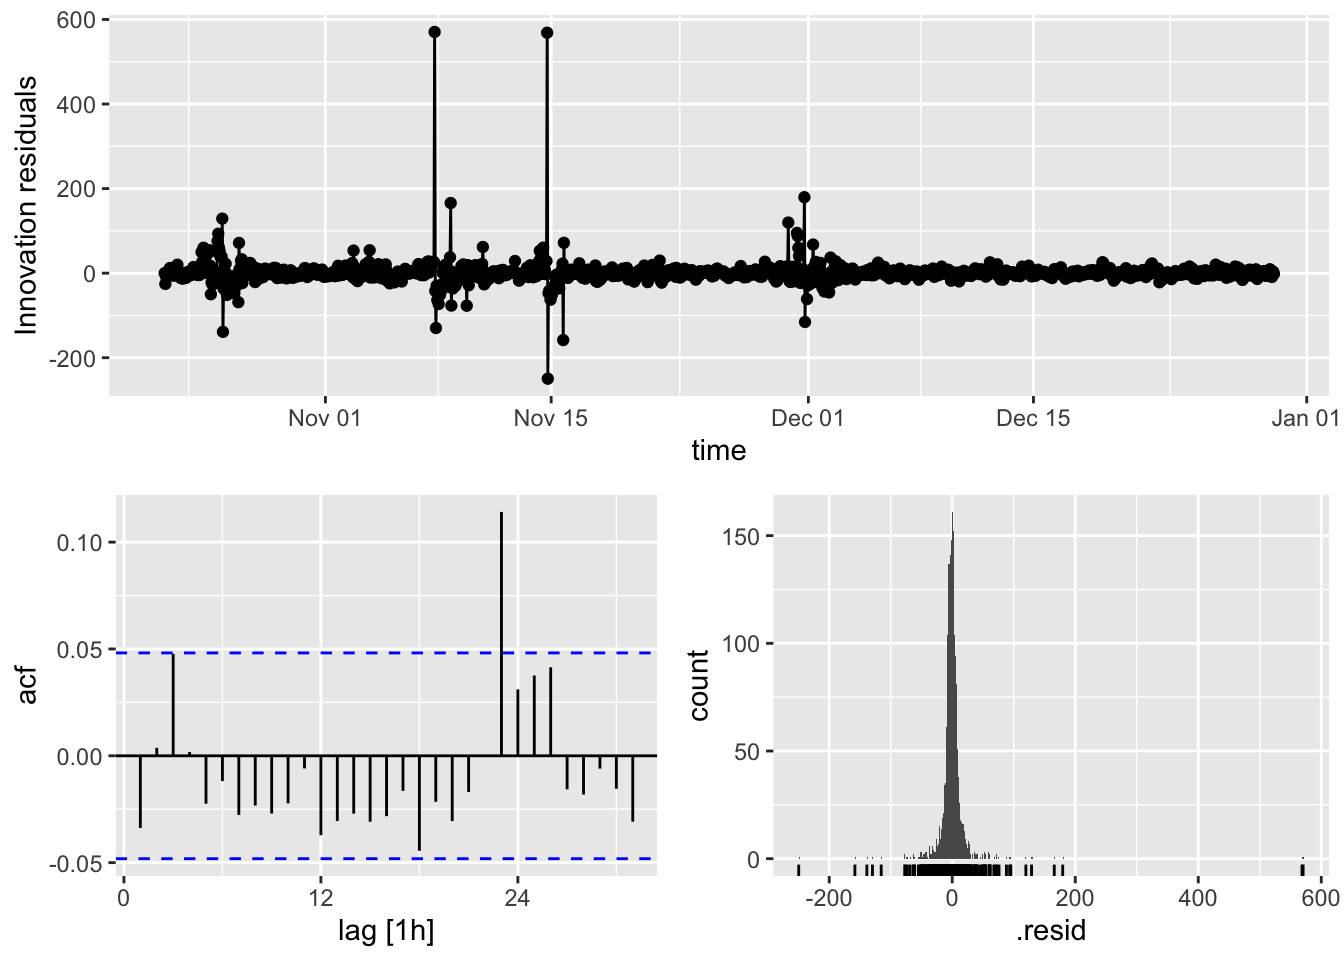 600
400
200
0
-200
Innovation residuals
Nov 01
Nov 15
Dec 01
Dec 15
Jan 01
time
0.10
0.05
0.00
-0.05
acf
0
12
24
lag [1h]
150
100
50
0
count
-200
0
200
400
600
.resid